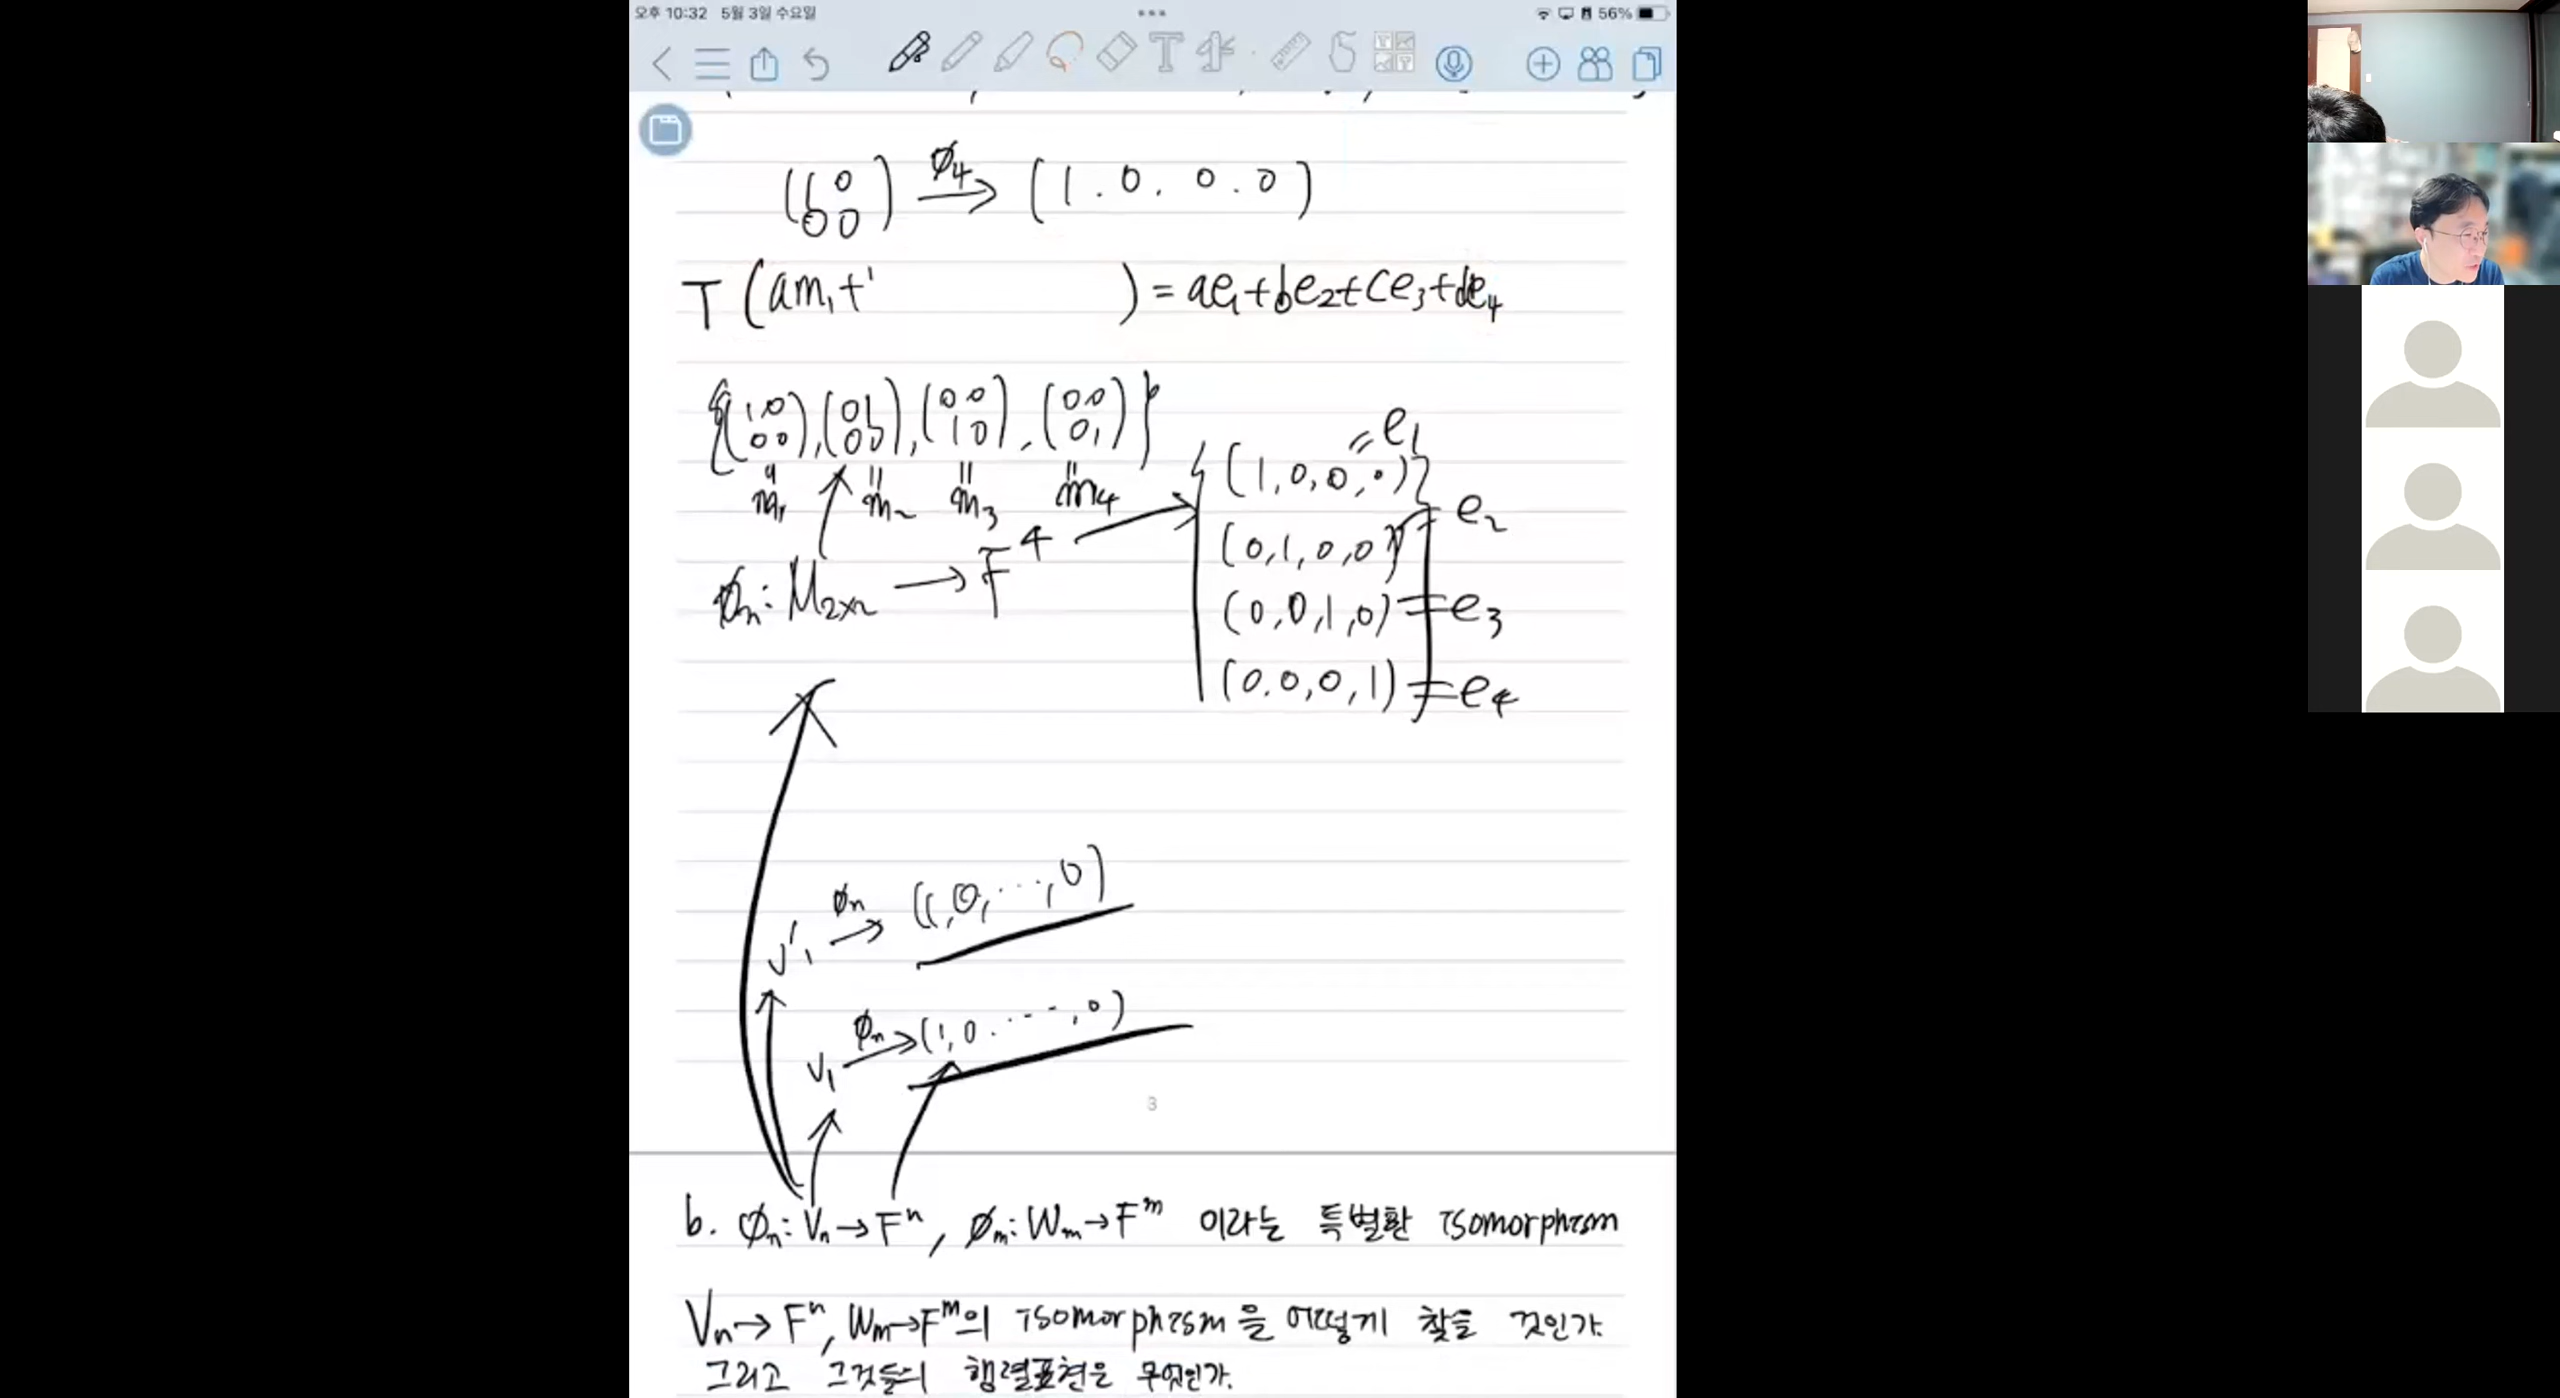 오후 10:32 5월 3일 수요일
56%
(1 0
0 0) ϕ4→ (1.0.0.0)
T(am₁+ ) = ae₁+be₂+ce₃+de₄
{(1 0
0 0), (0 1
0 0), (0 0
1 0), (0 0
0 1)}
= e₁
m₁ m₂ m₃ m₄
{(1,0,0,0)}
= e₂
(0,1,0,0)
ϕn: M2×2 → F⁴
(0,0,1,0) = e₃
(0.0,0,1) = e₄
v'₁ ϕn→ (1,0,...,0)
v₁ ϕn→ (1,0.....,0)
3
b. ϕn: Vn→Fⁿ, ϕm: Wm→Fᵐ 이라는 특별환 isomorphism
Vn→Fⁿ, Wm→Fᵐ의 isomorphism을 어떻게 찾을 것인가.
그리고 그것들의 행렬표현은 무엇인가.